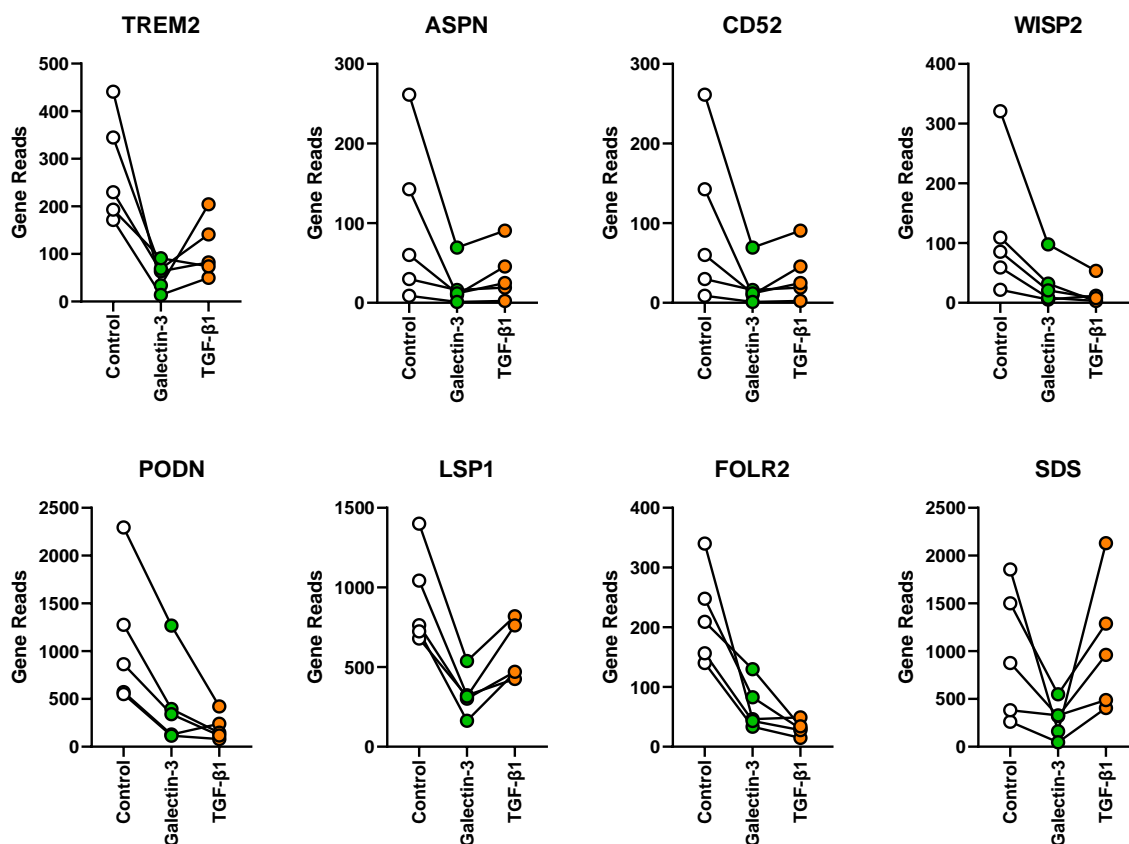 TREM2
500
400
300
200
100
0
Gene Reads
Control
Galectin-3
TGF-β1
ASPN
300
200
100
0
Gene Reads
Control
Galectin-3
TGF-β1
CD52
300
200
100
0
Gene Reads
Control
Galectin-3
TGF-β1
WISP2
400
300
200
100
0
Gene Reads
Control
Galectin-3
TGF-β1
PODN
2500
2000
1500
1000
500
0
Gene Reads
Control
Galectin-3
TGF-β1
LSP1
1500
1000
500
0
Gene Reads
Control
Galectin-3
TGF-β1
FOLR2
400
300
200
100
0
Gene Reads
Control
Galectin-3
TGF-β1
SDS
2500
2000
1500
1000
500
0
Gene Reads
Control
Galectin-3
TGF-β1